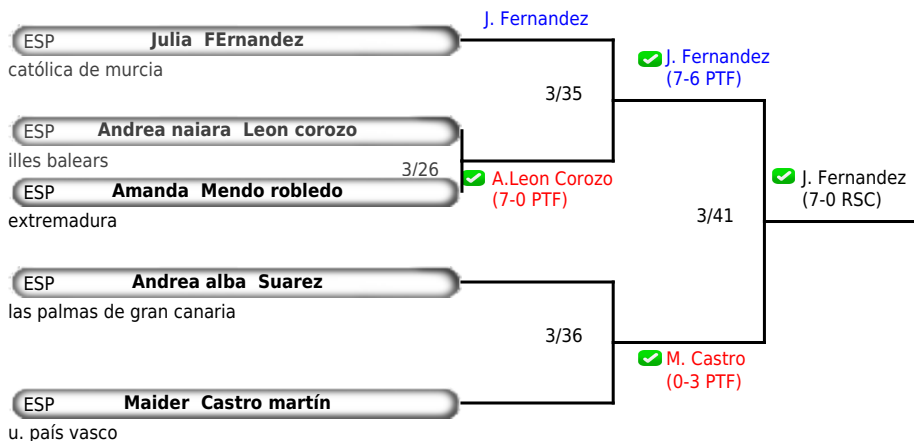 J. Fernandez
ESP Julia FErnandez
católica de murcia
J. Fernandez
(7-6 PTF)
3/35
ESP Andrea naiara Leon corozo
illes balears
3/26
A.Leon Corozo
(7-0 PTF)
ESP Amanda Mendo robledo
extremadura
J. Fernandez
(7-0 RSC)
3/41
ESP Andrea alba Suarez
las palmas de gran canaria
3/36
M. Castro
(0-3 PTF)
ESP Maider Castro martín
u. país vasco